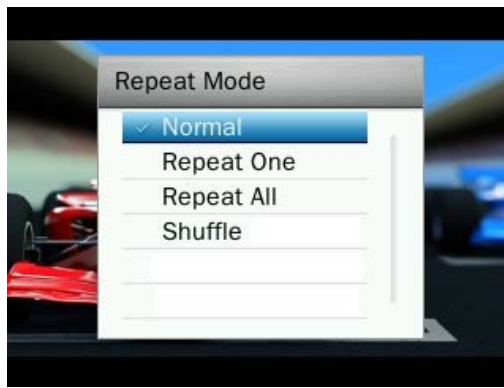 Repeat Mode
Normal
Repeat One
Repeat All
Shuffle